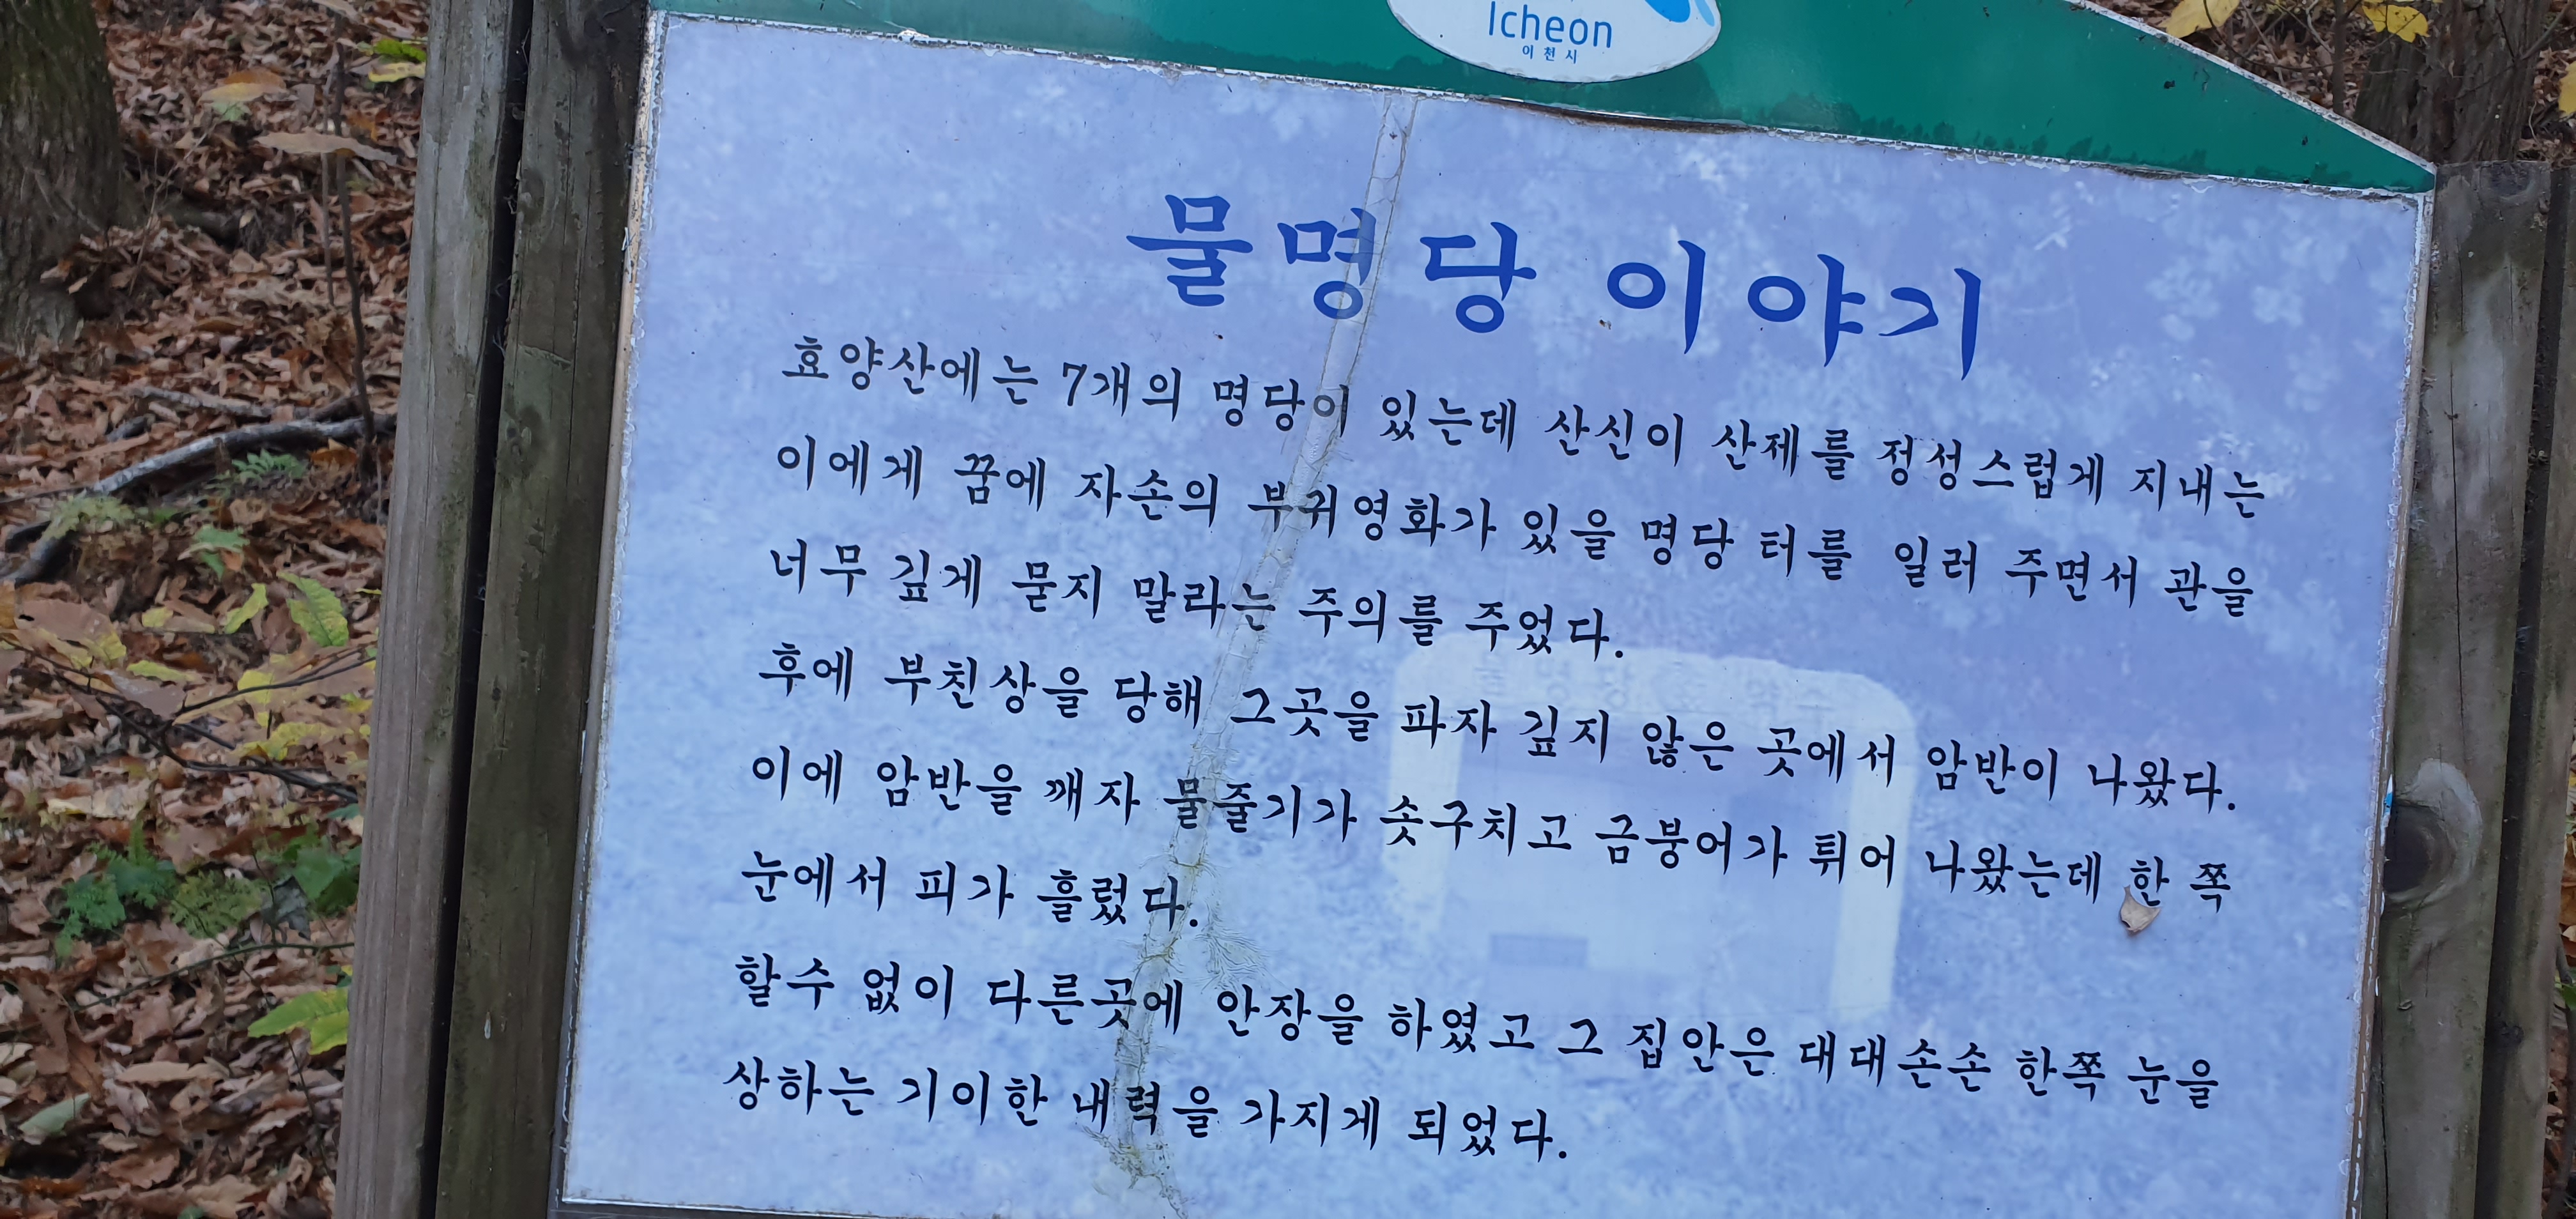 Icheon
이천시
물명당 이야기
효양산에는 7개의 명당이 있는데 산신이 산제를 정성스럽게 지내는
이에게 꿈에 자손의 부귀영화가 있을 명당 터를 일러 주면서 관을
너무 깊게 묻지 말라는 주의를 주었다.
후에 부친상을 당해 그곳을 파자 깊지 않은 곳에서 암반이 나왔다.
이에 암반을 깨자 물줄기가 솟구치고 금붕어가 튀어 나왔는데 한 쪽
눈에서 피가 흘렀다.
할수 없이 다른곳에 안장을 하였고 그 집안은 대대손손 한쪽 눈을
상하는 기이한 내력을 가지게 되었다.